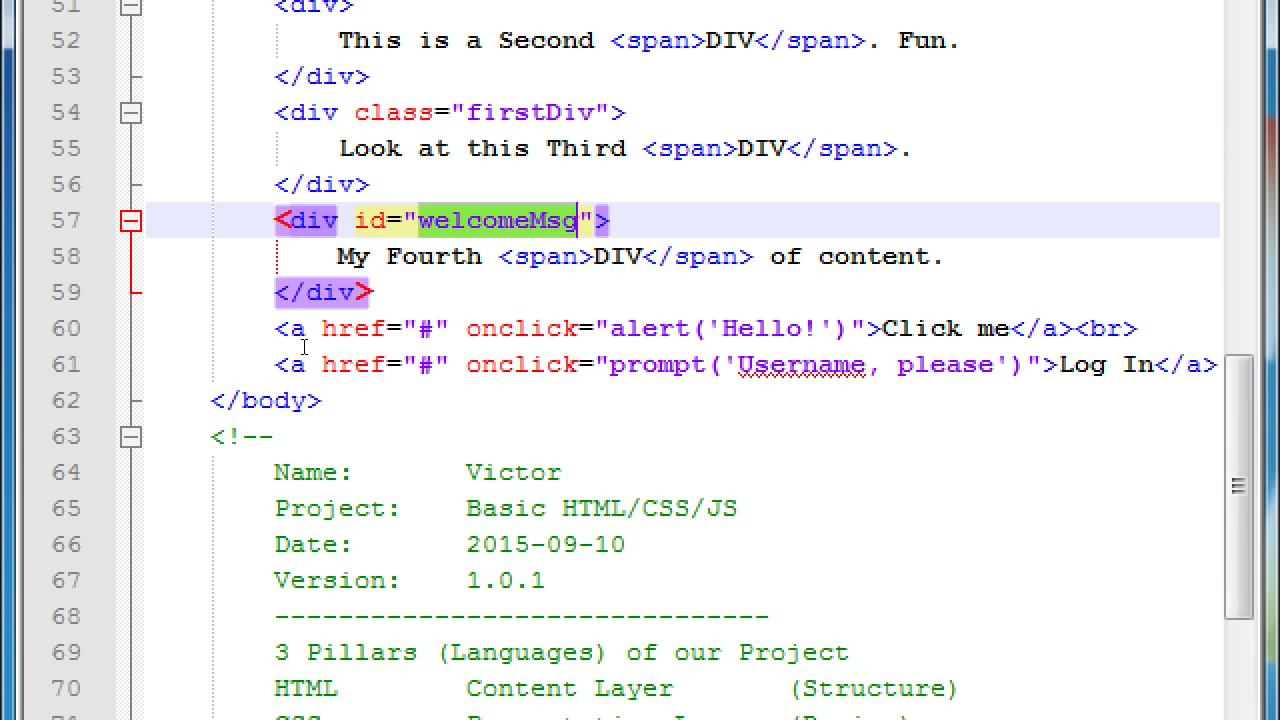 51 <div>
52 This is a Second <span>DIV</span>. Fun.
53 </div>
54 <div class="firstDiv">
55 Look at this Third <span>DIV</span>.
56 </div>
57 <div id="welcomeMsg">
58 My Fourth <span>DIV</span> of content.
59 </div>
60 <a href="#" onclick="alert('Hello!')">Click me</a><br>
61 <a href="#" onclick="prompt('Username, please')">Log In</a>
62 </body>
63 <!--
64 Name: Victor
65 Project: Basic HTML/CSS/JS
66 Date: 2015-09-10
67 Version: 1.0.1
68 -------------------------------
69 3 Pillars (Languages) of our Project
70 HTML Content Layer (Structure)